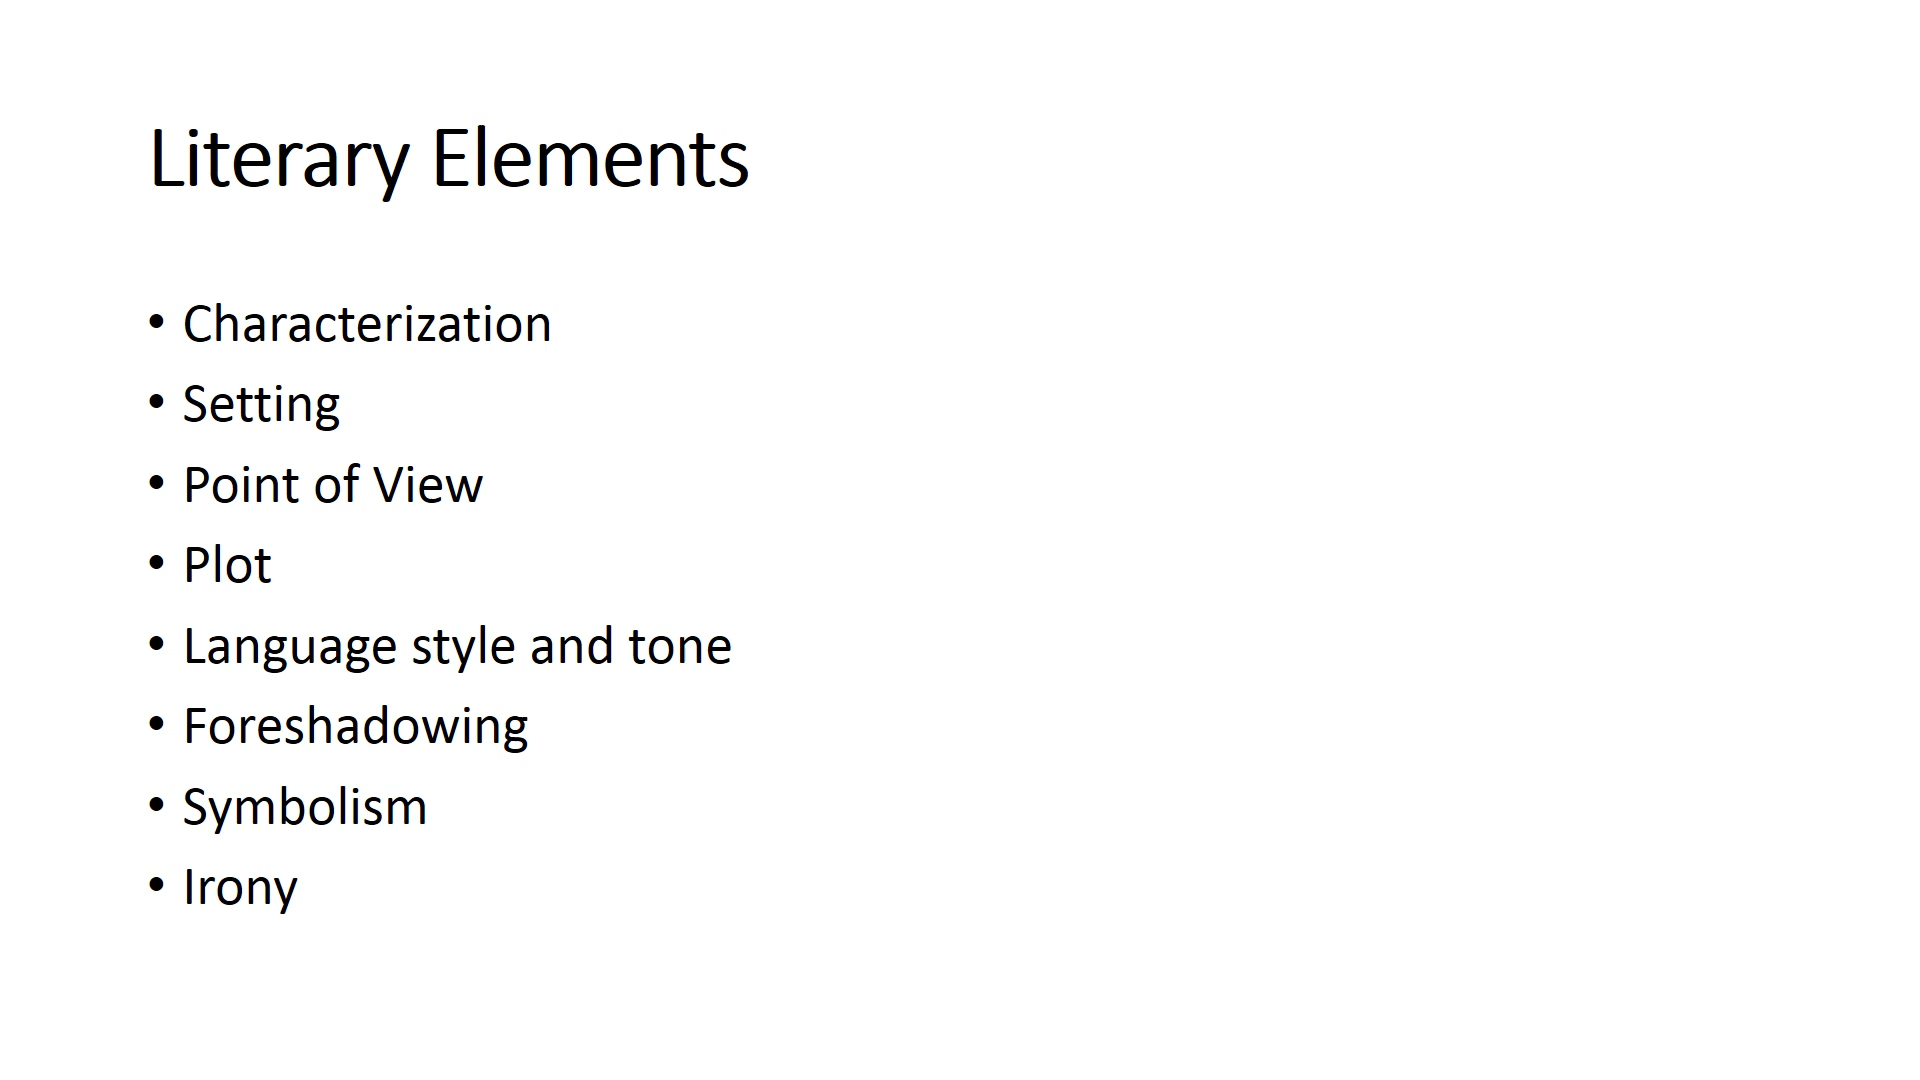 Literary Elements
• Characterization
• Setting
• Point of View
• Plot
• Language style and tone
• Foreshadowing
• Symbolism
• Irony